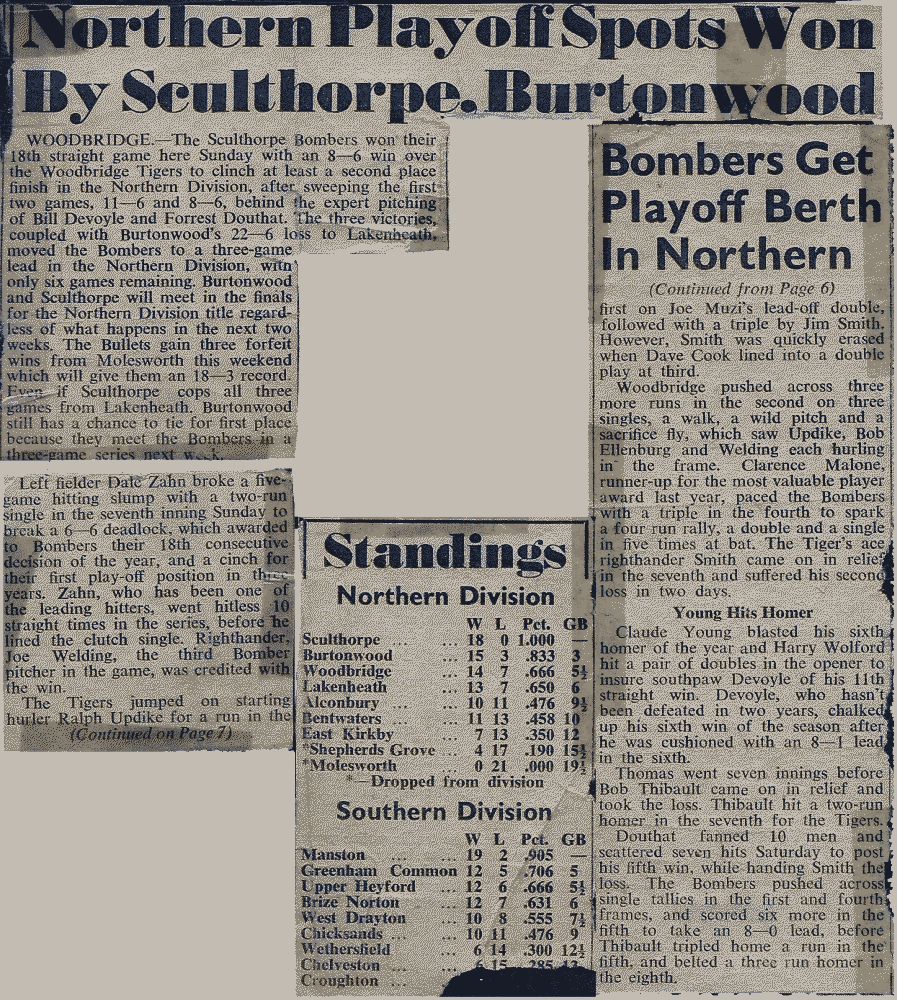 Northern Playoff Spots Won
By Sculthorpe, Burtonwood
WOODBRIDGE.—The Sculthorpe Bombers won their
18th straight game here Sunday with an 8—6 win over
the Woodbridge Tigers to clinch at least a second place
finish in the Northern Division, after sweeping the first
two games, 11—6 and 8—6, behind the expert pitching
of Bill Devoyle and Forrest Douthat. The three victories,
coupled with Burtonwood's 22—6 loss to Lakenheath,
moved the Bombers to a three-game
lead in the Northern Division, with
only six games remaining. Burtonwood
and Sculthorpe will meet in the finals
for the Northern Division title regard-
less of what happens in the next two
weeks. The Bullets gain three forfeit
wins from Molesworth this weekend
which will give them an 18—3 record.
Even if Sculthorpe cops all three
games from Lakenheath, Burtonwood
still has a chance to tie for first place
because they meet the Bombers in a
three-game series next week.
Left fielder Dale Zahn broke a five-
game hitting slump with a two-run
single in the seventh inning Sunday to
break a 6—6 deadlock, which awarded
to Bombers their 18th consecutive
decision of the year, and a cinch for
their first play-off position in three
years. Zahn, who has been one of
the leading hitters, went hitless 10
straight times in the series, before he
lined the clutch single. Righthander,
Joe Welding, the third Bomber
pitcher in the game, was credited with
the win.
The Tigers jumped on starting
hurler Ralph Updike for a run in the
(Continued on Page 7)
Bombers Get
Playoff Berth
In Northern
(Continued from Page 6)
first on Joe Muzi's lead-off double,
followed with a triple by Jim Smith.
However, Smith was quickly erased
when Dave Cook lined into a double
play at third.
Woodbridge pushed across three
more runs in the second on three
singles, a walk, a wild pitch and a
sacrifice fly, which saw Updike, Bob
Ellenburg and Welding each hurling
in the frame. Clarence Malone,
runner-up for the most valuable player
award last year, paced the Bombers
with a triple in the fourth to spark
a four run rally, a double and a single
in five times at bat. The Tiger's ace
righthander Smith came on in relief
in the seventh and suffered his second
loss in two days.
Young Hits Homer
Claude Young blasted his sixth
homer of the year and Harry Wolford
hit a pair of doubles in the opener to
insure southpaw Devoyle of his 11th
straight win. Devoyle, who hasn't
been defeated in two years, chalked
up his sixth win of the season after
he was cushioned with an 8—1 lead
in the sixth.
Thomas went seven innings before
Bob Thibault came on in relief and
took the loss. Thibault hit a two-run
homer in the seventh for the Tigers.
Douthat fanned 10 men and
scattered seven hits Saturday to post
his fifth win, while handing Smith the
loss. The Bombers pushed across
single tallies in the first and fourth
frames, and scored six more in the
fifth to take an 8—0 lead, before
Thibault tripled home a run in the
fifth, and belted a three run homer in
the eighth.
Standings
Northern Division
W L Pct. GB
Sculthorpe ... ... 18 0 1.000 —
Burtonwood ... 15 3 .833 3
Woodbridge ... 14 7 .666 5½
Lakenheath ... 13 7 .650 6
Alconbury ... ... 10 11 .476 9½
Bentwaters ... 11 13 .458 10
East Kirkby ... 7 13 .350 12
*Shepherds Grove ... 4 17 .190 15½
*Molesworth ... 0 21 .000 19½
*—Dropped from division
Southern Division
W L Pct. GB
Manston ... ... 19 2 .905 —
Greenham Common 12 5 .706 5
Upper Heyford ... 12 6 .666 5½
Brize Norton ... 12 7 .631 6
West Drayton ... 10 8 .555 7½
Chicksands ... ... 10 11 .476 9
Wethersfield ... 6 14 .300 12½
Chelveston ... ... 6 15 .285 13
Croughton ... ...